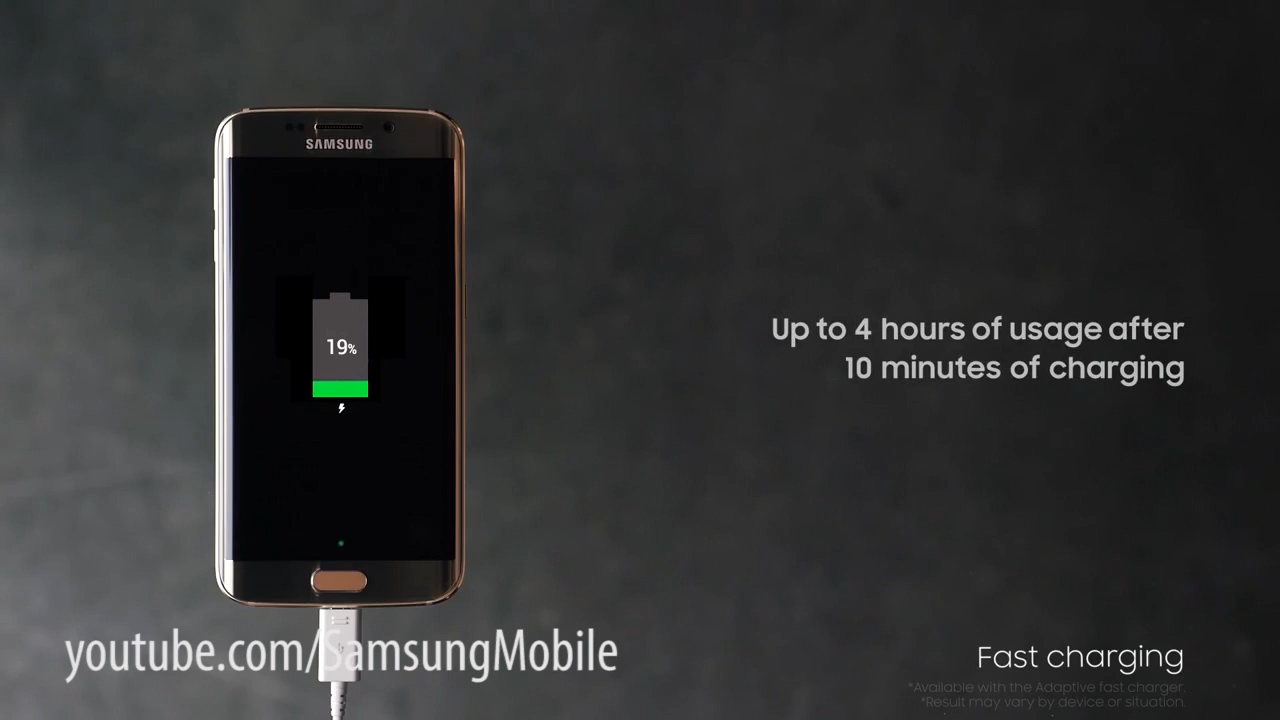 SAMSUNG
19%
Up to 4 hours of usage after
10 minutes of charging
youtube.com/SamsungMobile
Fast charging
*Available with the Adaptive fast charger.
*Result may vary by device or situation.